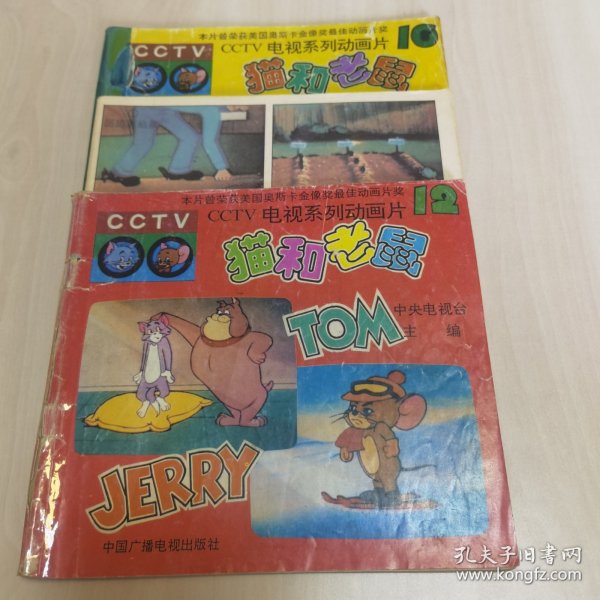 本片曾荣获美国奥斯卡金像奖最佳动画片奖
CCTV
CCTV 电视系列动画片
16
猫和老鼠
本片曾荣获美国奥斯卡金像奖最佳动画片奖
CCTV
CCTV 电视系列动画片
12
猫和老鼠
TOM
中央电视台
主 编
JERRY
中国广播电视出版社
孔夫子旧书网
www.kongfz.com